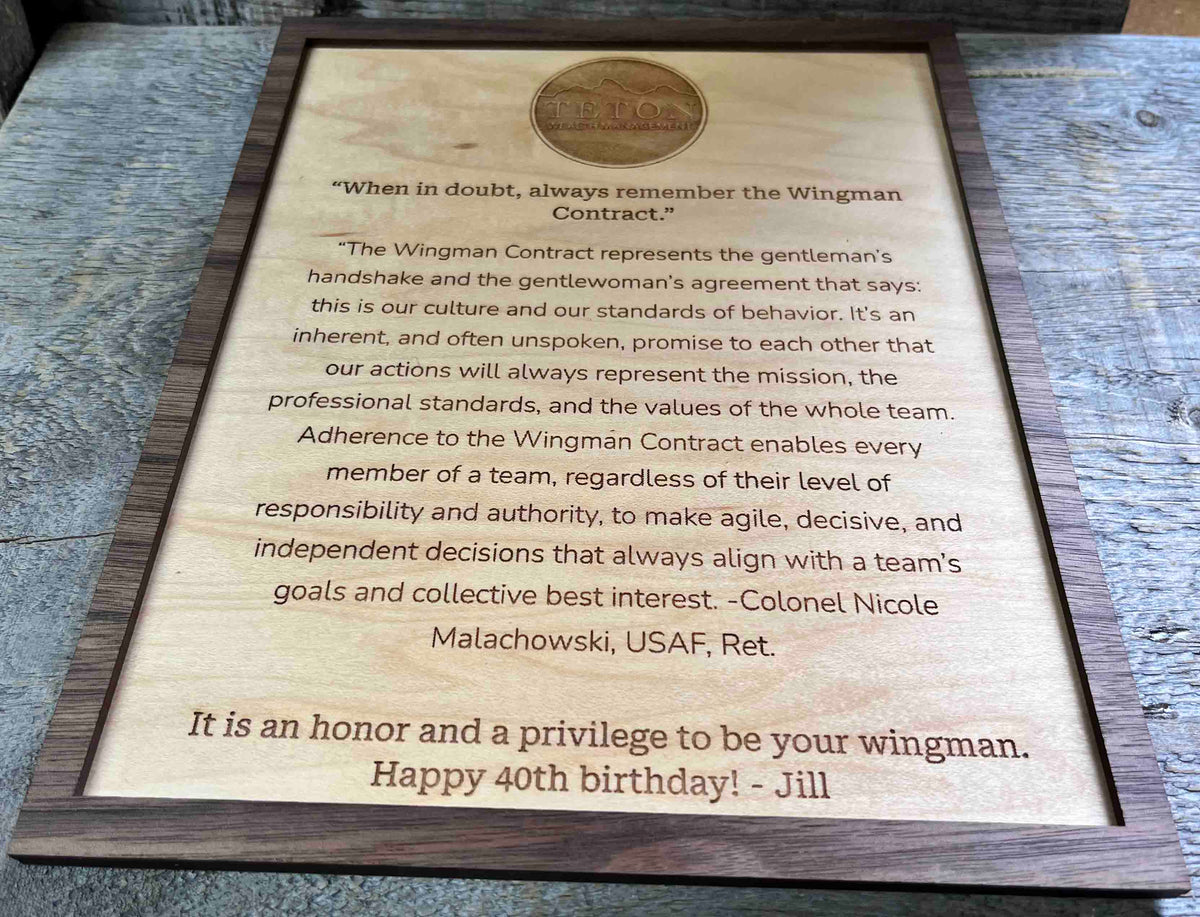 TETON
WEALTH MANAGEMENT
“When in doubt, always remember the Wingman
Contract.”
“The Wingman Contract represents the gentleman’s
handshake and the gentlewoman’s agreement that says:
this is our culture and our standards of behavior. It’s an
inherent, and often unspoken, promise to each other that
our actions will always represent the mission, the
professional standards, and the values of the whole team.
Adherence to the Wingman Contract enables every
member of a team, regardless of their level of
responsibility and authority, to make agile, decisive, and
independent decisions that always align with a team’s
goals and collective best interest. -Colonel Nicole
Malachowski, USAF, Ret.
It is an honor and a privilege to be your wingman.
Happy 40th birthday! - Jill